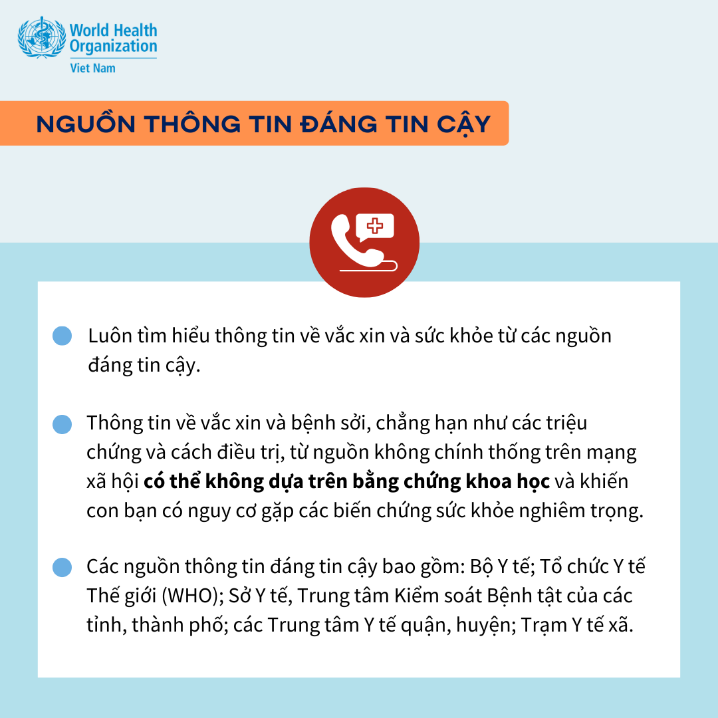 World Health
Organization
Viet Nam
NGUỒN THÔNG TIN ĐÁNG TIN CẬY
Luôn tìm hiểu thông tin về vắc xin và sức khỏe từ các nguồn
đáng tin cậy.
Thông tin về vắc xin và bệnh sởi, chẳng hạn như các triệu
chứng và cách điều trị, từ nguồn không chính thống trên mạng
xã hội có thể không dựa trên bằng chứng khoa học và khiến
con bạn có nguy cơ gặp các biến chứng sức khỏe nghiêm trọng.
Các nguồn thông tin đáng tin cậy bao gồm: Bộ Y tế; Tổ chức Y tế
Thế giới (WHO); Sở Y tế, Trung tâm Kiểm soát Bệnh tật của các
tỉnh, thành phố; các Trung tâm Y tế quận, huyện; Trạm Y tế xã.